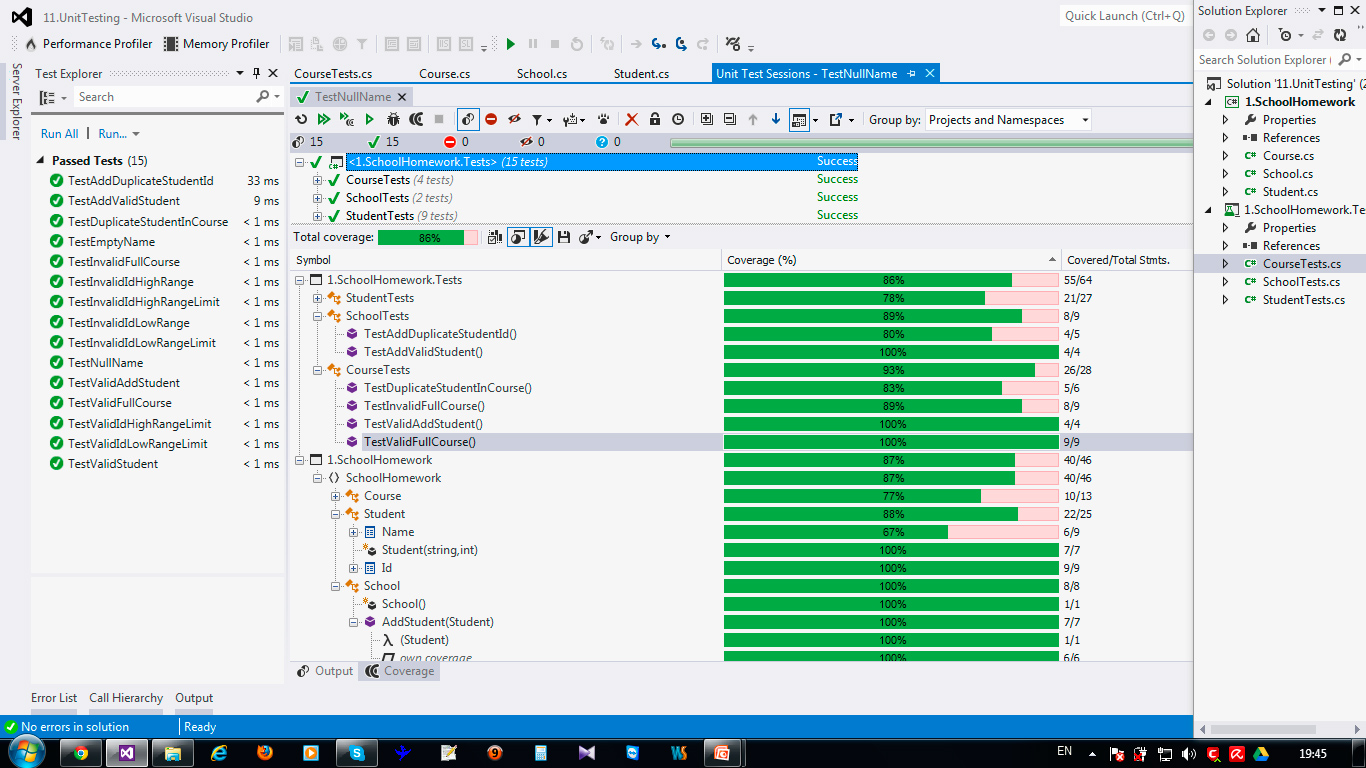 11.UnitTesting - Microsoft Visual Studio
Quick Launch (Ctrl+Q)
Performance Profiler Memory Profiler
Server Explorer
Test Explorer
Search
Run All Run...
Passed Tests (15)
TestAddDuplicateStudentId 33 ms
TestAddValidStudent 9 ms
TestDuplicateStudentInCourse < 1 ms
TestEmptyName < 1 ms
TestInvalidFullCourse < 1 ms
TestInvalidIdHighRange < 1 ms
TestInvalidIdHighRangeLimit < 1 ms
TestInvalidIdLowRange < 1 ms
TestInvalidIdLowRangeLimit < 1 ms
TestNullName < 1 ms
TestValidAddStudent < 1 ms
TestValidFullCourse < 1 ms
TestValidIdHighRangeLimit < 1 ms
TestValidIdLowRangeLimit < 1 ms
TestValidStudent < 1 ms
CourseTests.cs Course.cs School.cs Student.cs Unit Test Sessions - TestNullName
TestNullName
Group by: Projects and Namespaces
15 15 0 0 0
<1.SchoolHomework.Tests> (15 tests) Success
CourseTests (4 tests) Success
SchoolTests (2 tests) Success
StudentTests (9 tests) Success
Total coverage: 86% Group by
Symbol Coverage (%) Covered/Total Stmts.
1.SchoolHomework.Tests 86% 55/64
StudentTests 78% 21/27
SchoolTests 89% 8/9
TestAddDuplicateStudentId() 80% 4/5
TestAddValidStudent() 100% 4/4
CourseTests 93% 26/28
TestDuplicateStudentInCourse() 83% 5/6
TestInvalidFullCourse() 89% 8/9
TestValidAddStudent() 100% 4/4
TestValidFullCourse() 100% 9/9
1.SchoolHomework 87% 40/46
SchoolHomework 87% 40/46
Course 77% 10/13
Student 88% 22/25
Name 67% 6/9
Student(string,int) 100% 7/7
Id 100% 9/9
School 100% 8/8
School() 100% 1/1
AddStudent(Student) 100% 7/7
(Student) 100% 1/1
own coverage 100% 6/6
Output Coverage
Solution Explorer
Search Solution Explorer (
Solution '11.UnitTesting' (2
1.SchoolHomework
Properties
References
Course.cs
School.cs
Student.cs
1.SchoolHomework.Te
Properties
References
CourseTests.cs
SchoolTests.cs
StudentTests.cs
Error List Call Hierarchy Output
No errors in solution Ready
EN 19:45